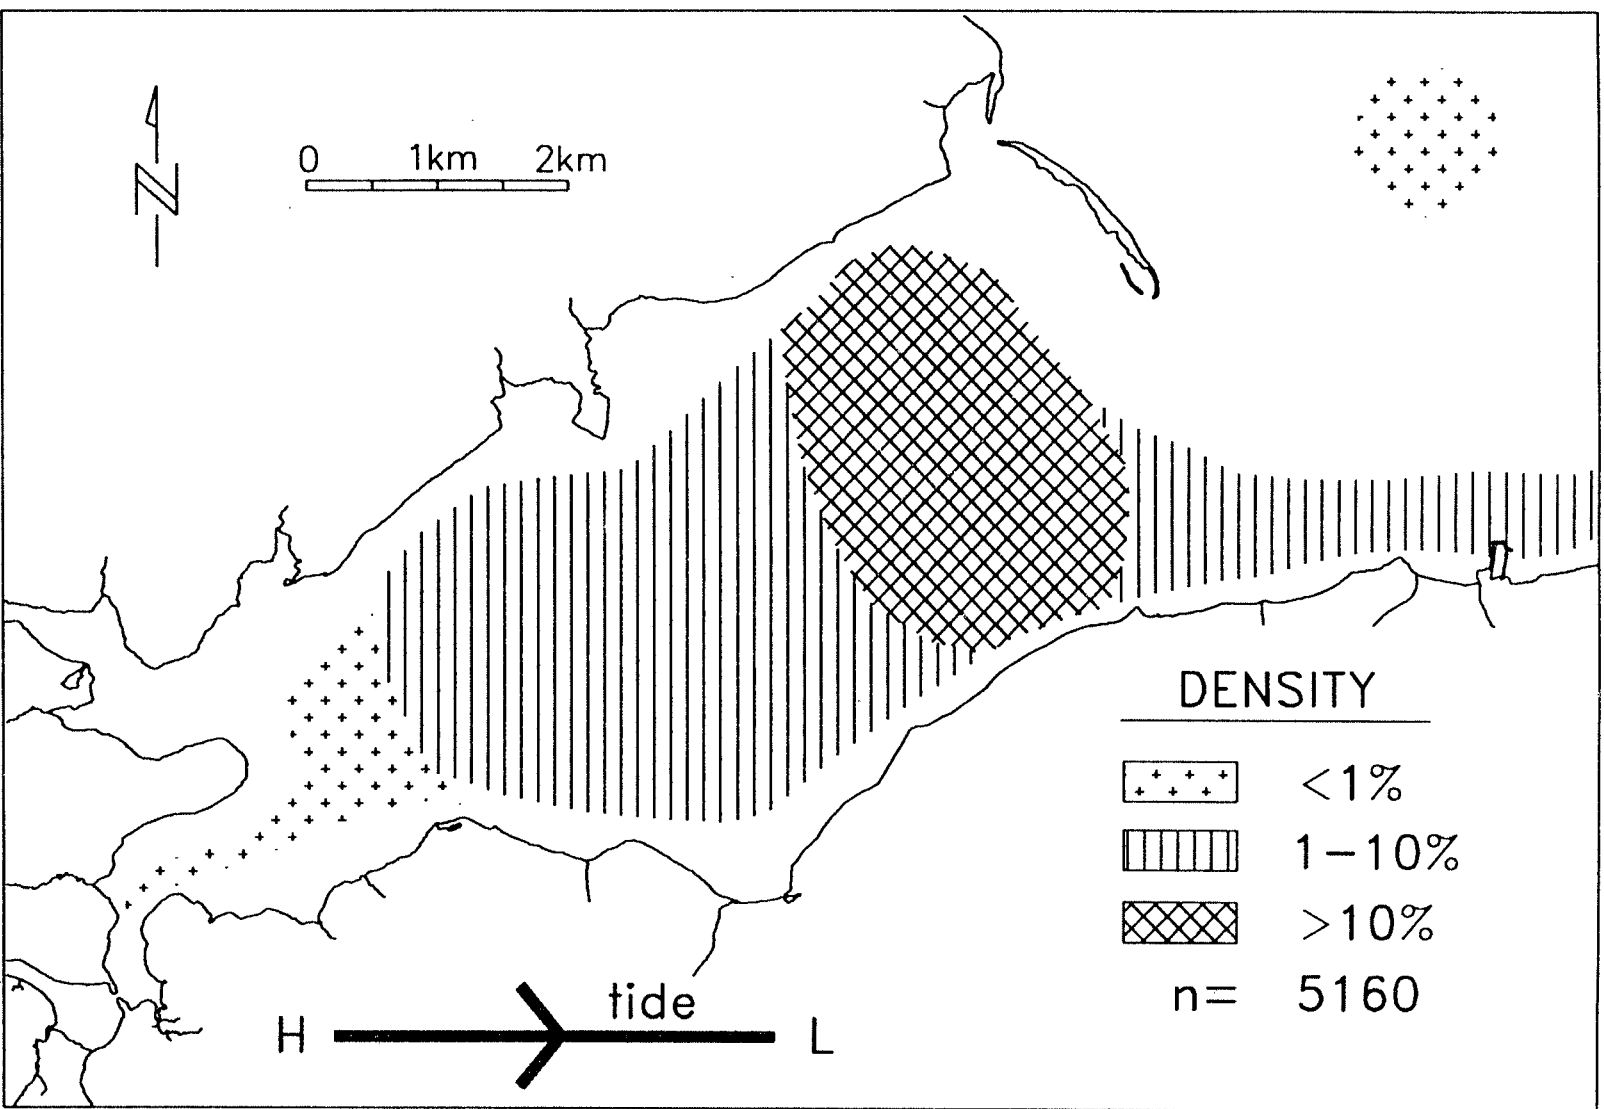 N
0 1km 2km
DENSITY
<1%
1-10%
>10%
n= 5160
tide
H L